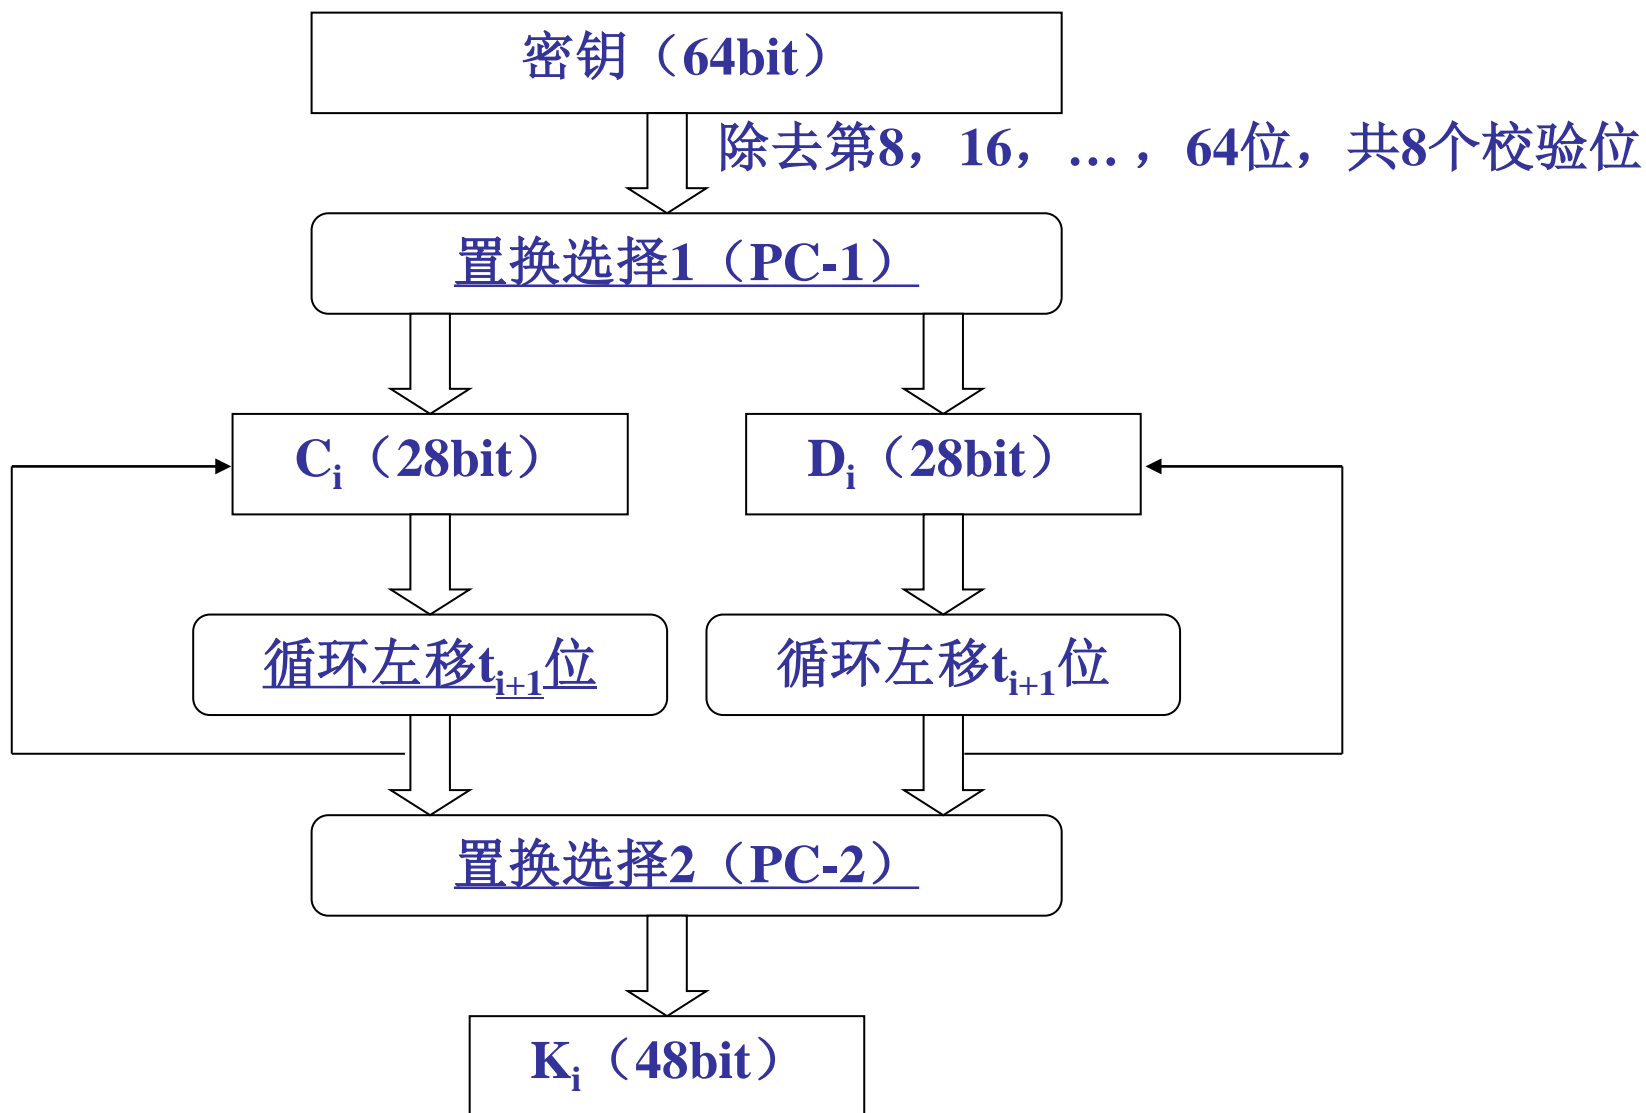 密钥（64bit）
除去第8，16，…，64位，共8个校验位
置换选择1（PC-1）
Cᵢ（28bit）
Dᵢ（28bit）
循环左移tᵢ₊₁位
循环左移tᵢ₊₁位
置换选择2（PC-2）
Kᵢ（48bit）